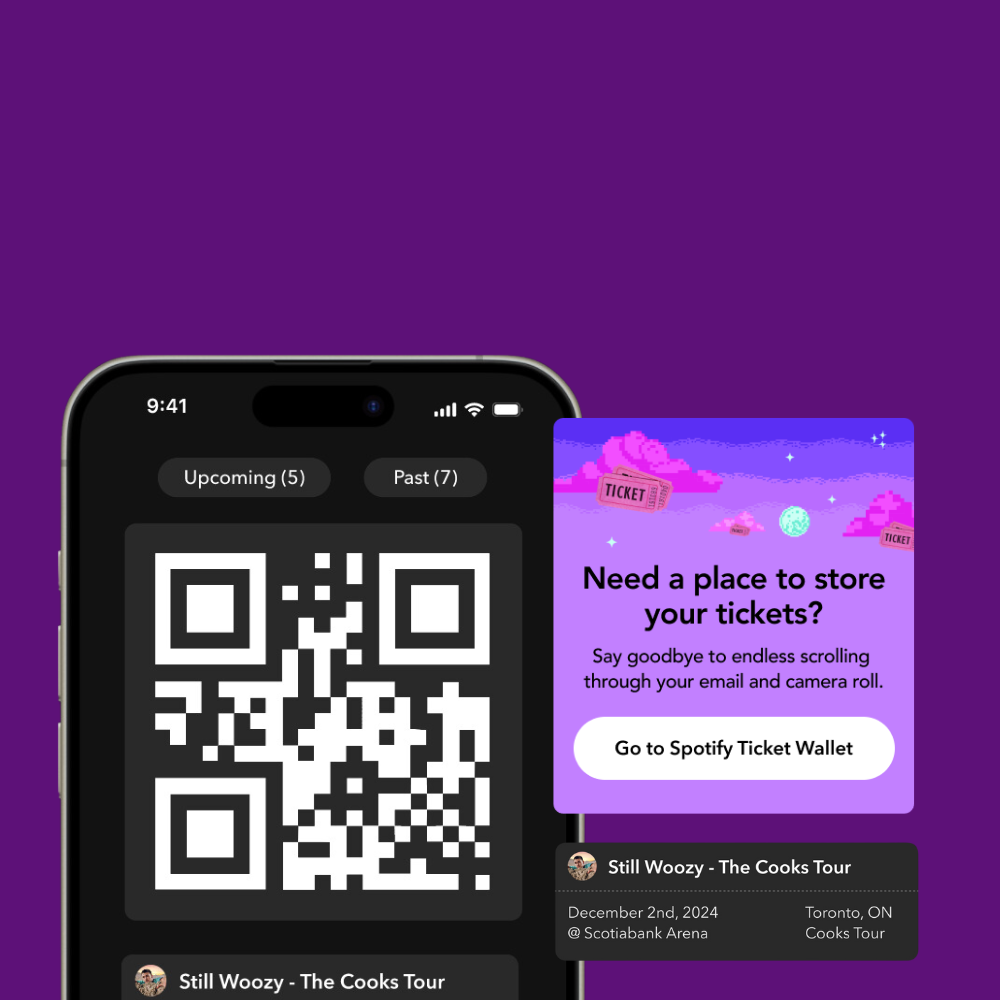 9:41
Upcoming (5)
Past (7)
TICKET
TICKET
Need a place to store
your tickets?
Say goodbye to endless scrolling
through your email and camera roll.
Go to Spotify Ticket Wallet
Still Woozy - The Cooks Tour
December 2nd, 2024
Toronto, ON
@ Scotiabank Arena
Cooks Tour
Still Woozy - The Cooks Tour